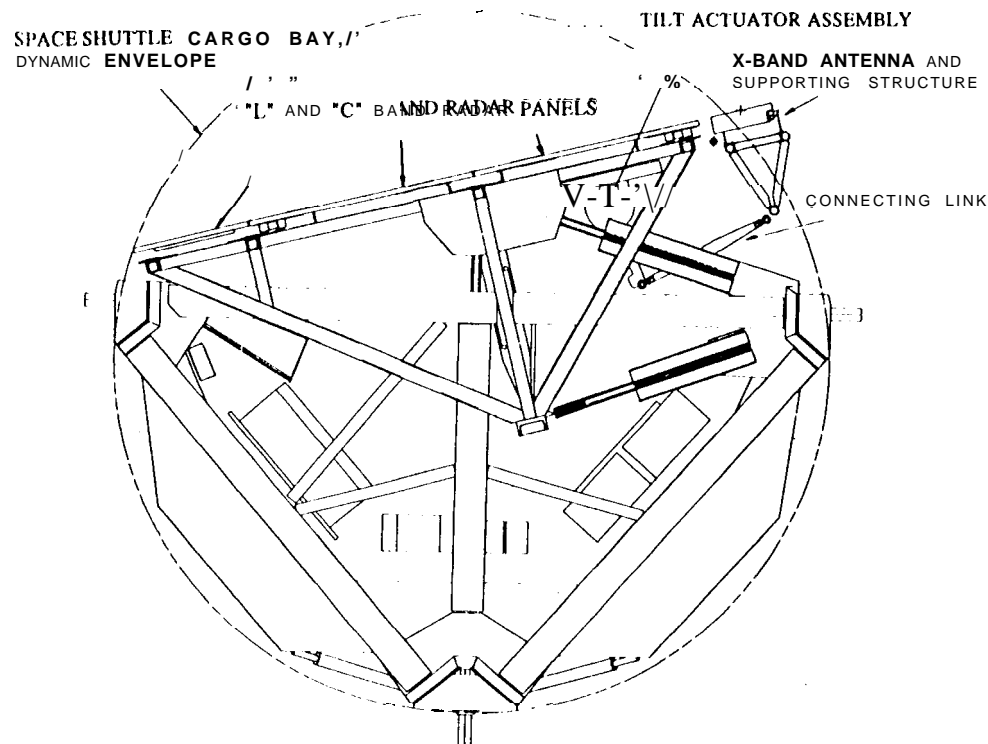 SPACE SHUTTLE CARGO BAY,/'
DYNAMIC ENVELOPE
TILT ACTUATOR ASSEMBLY
X-BAND ANTENNA AND
SUPPORTING STRUCTURE
"L" AND "C" BAND RADAR PANELS
V-T-"V
CONNECTING LINK